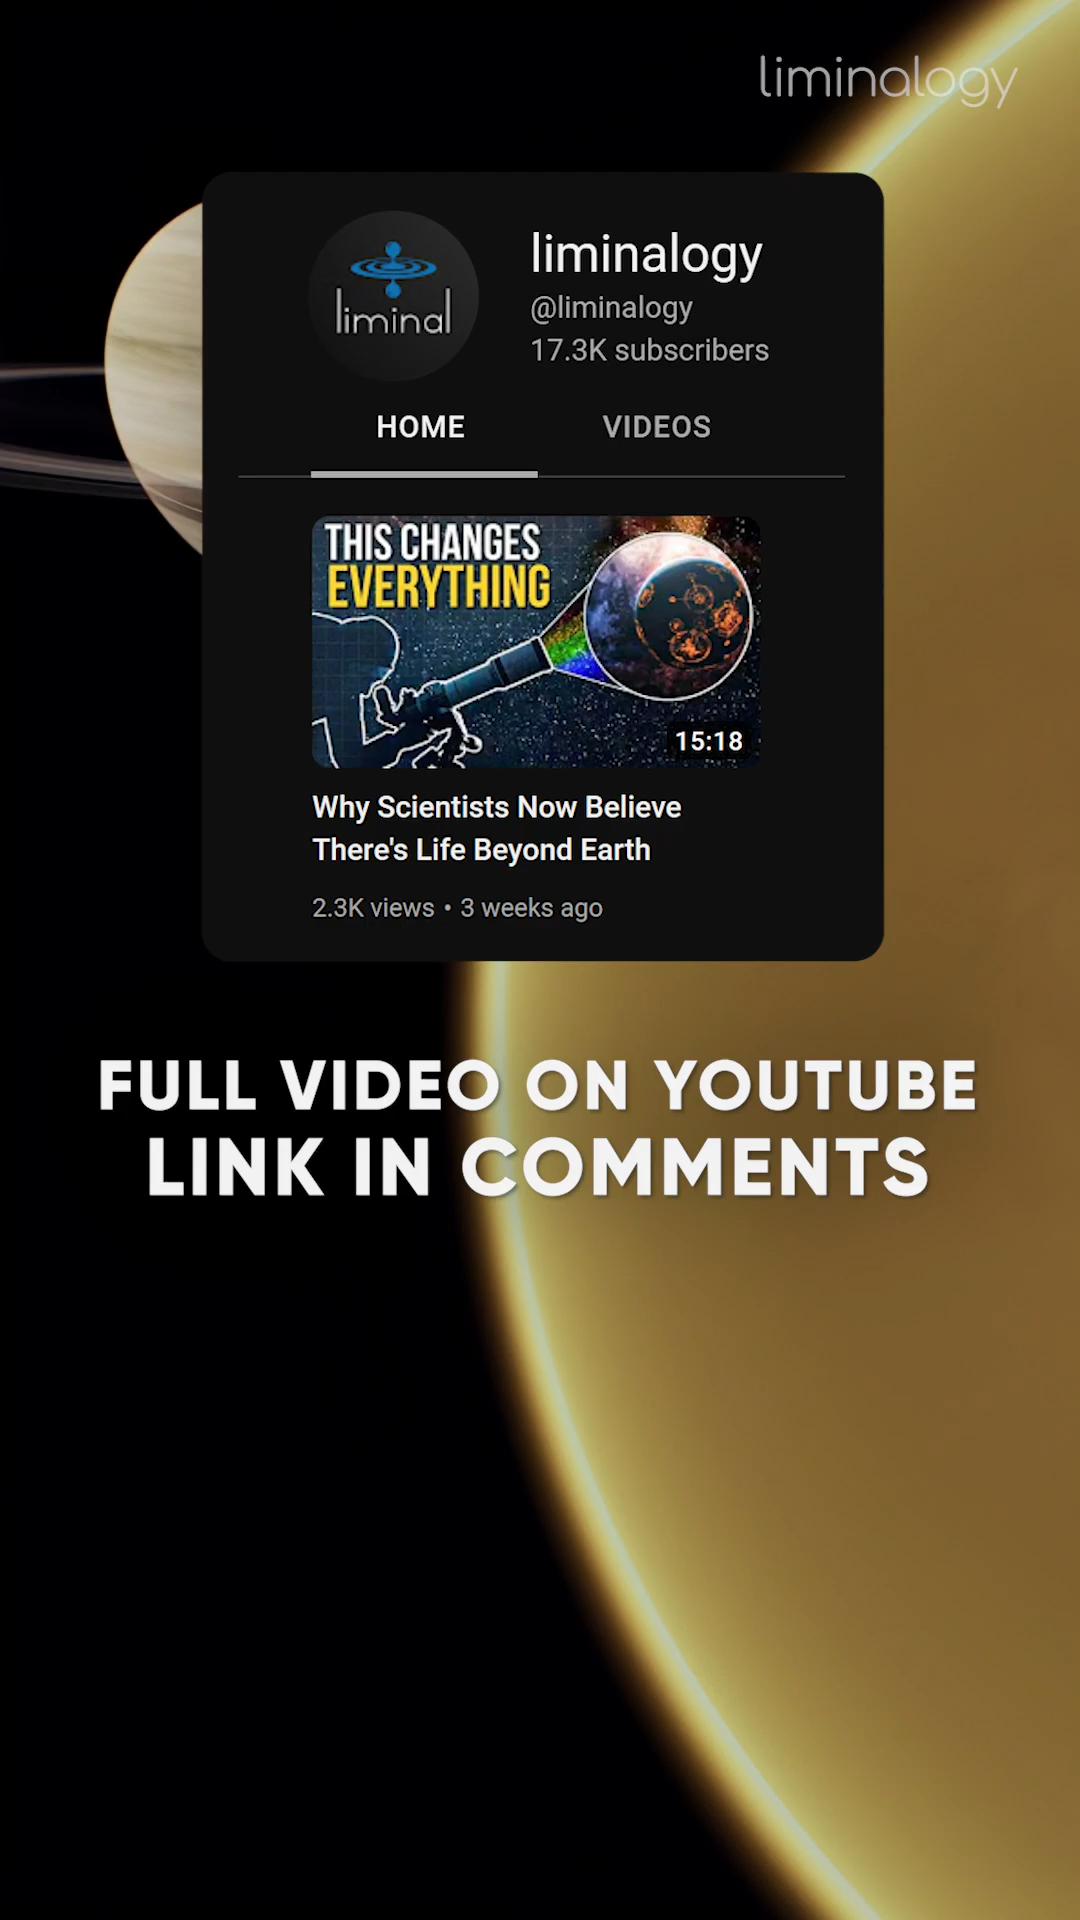 liminalogy
liminal
liminalogy
@liminalogy
17.3K subscribers
HOME VIDEOS
THIS CHANGES
EVERYTHING
15:18
Why Scientists Now Believe
There's Life Beyond Earth
2.3K views • 3 weeks ago
FULL VIDEO ON YOUTUBE
LINK IN COMMENTS